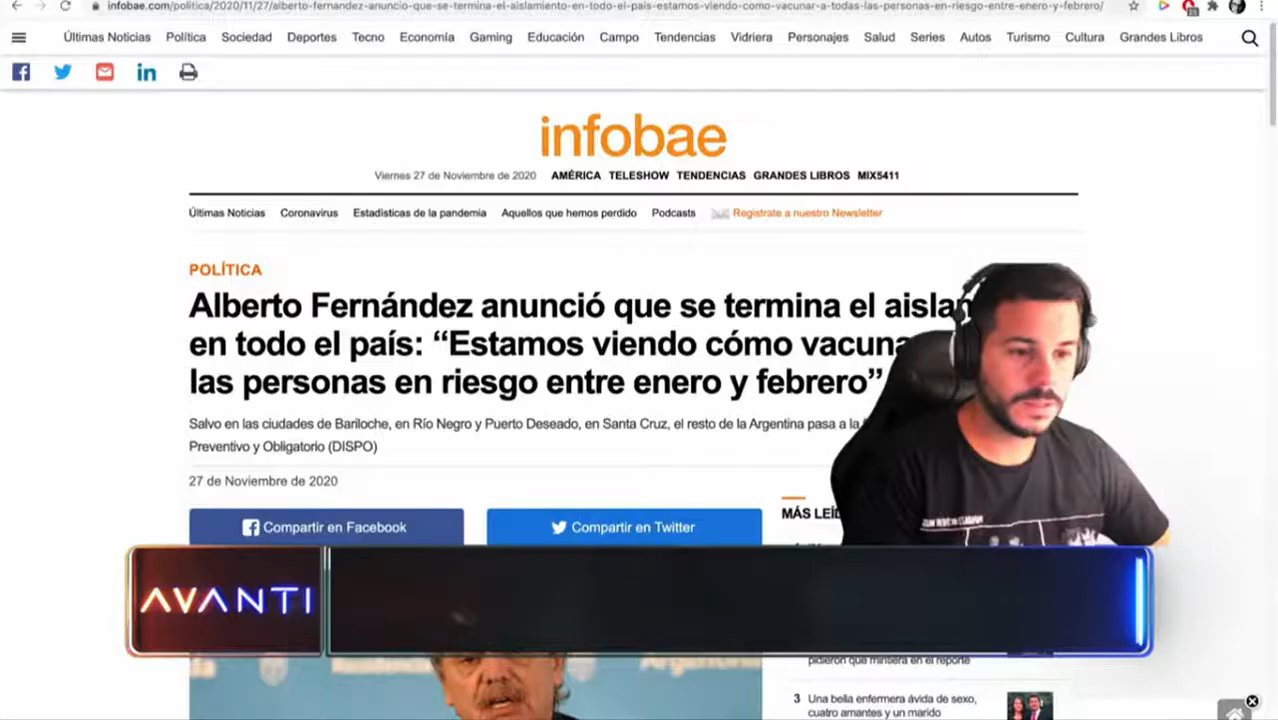 infobae.com/politica/2020/11/27/alberto-fernandez-anuncio-que-se-termina-el-aislamiento-en-todo-el-pais-estamos-viendo-como-vacunar-a-todas-las-personas-en-riesgo-entre-enero-y-febrero/
Últimas Noticias Política Sociedad Deportes Tecno Economía Gaming Educación Campo Tendencias Vidriera Personajes Salud Series Autos Turismo Cultura Grandes Libros
infobae
Viernes 27 de Noviembre de 2020 AMÉRICA TELESHOW TENDENCIAS GRANDES LIBROS MIX5411
Últimas Noticias Coronavirus Estadísticas de la pandemia Aquellos que hemos perdido Podcasts Registrate a nuestro Newsletter
POLÍTICA
Alberto Fernández anunció que se termina el aislam
en todo el país: “Estamos viendo cómo vacuna
las personas en riesgo entre enero y febrero”
Salvo en las ciudades de Bariloche, en Río Negro y Puerto Deseado, en Santa Cruz, el resto de la Argentina pasa a la
Preventivo y Obligatorio (DISPO)
27 de Noviembre de 2020
Compartir en Facebook Compartir en Twitter
MÁS LEÍD
AVANTI
pidieron que mintiera en el reporte
3 Una bella enfermera ávida de sexo,
cuatro amantes y un marido